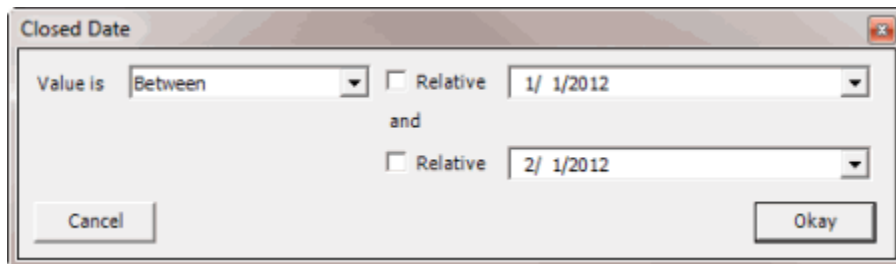 Closed Date
Value is Between Relative 1/ 1/2012
and
Relative 2/ 1/2012
Cancel Okay